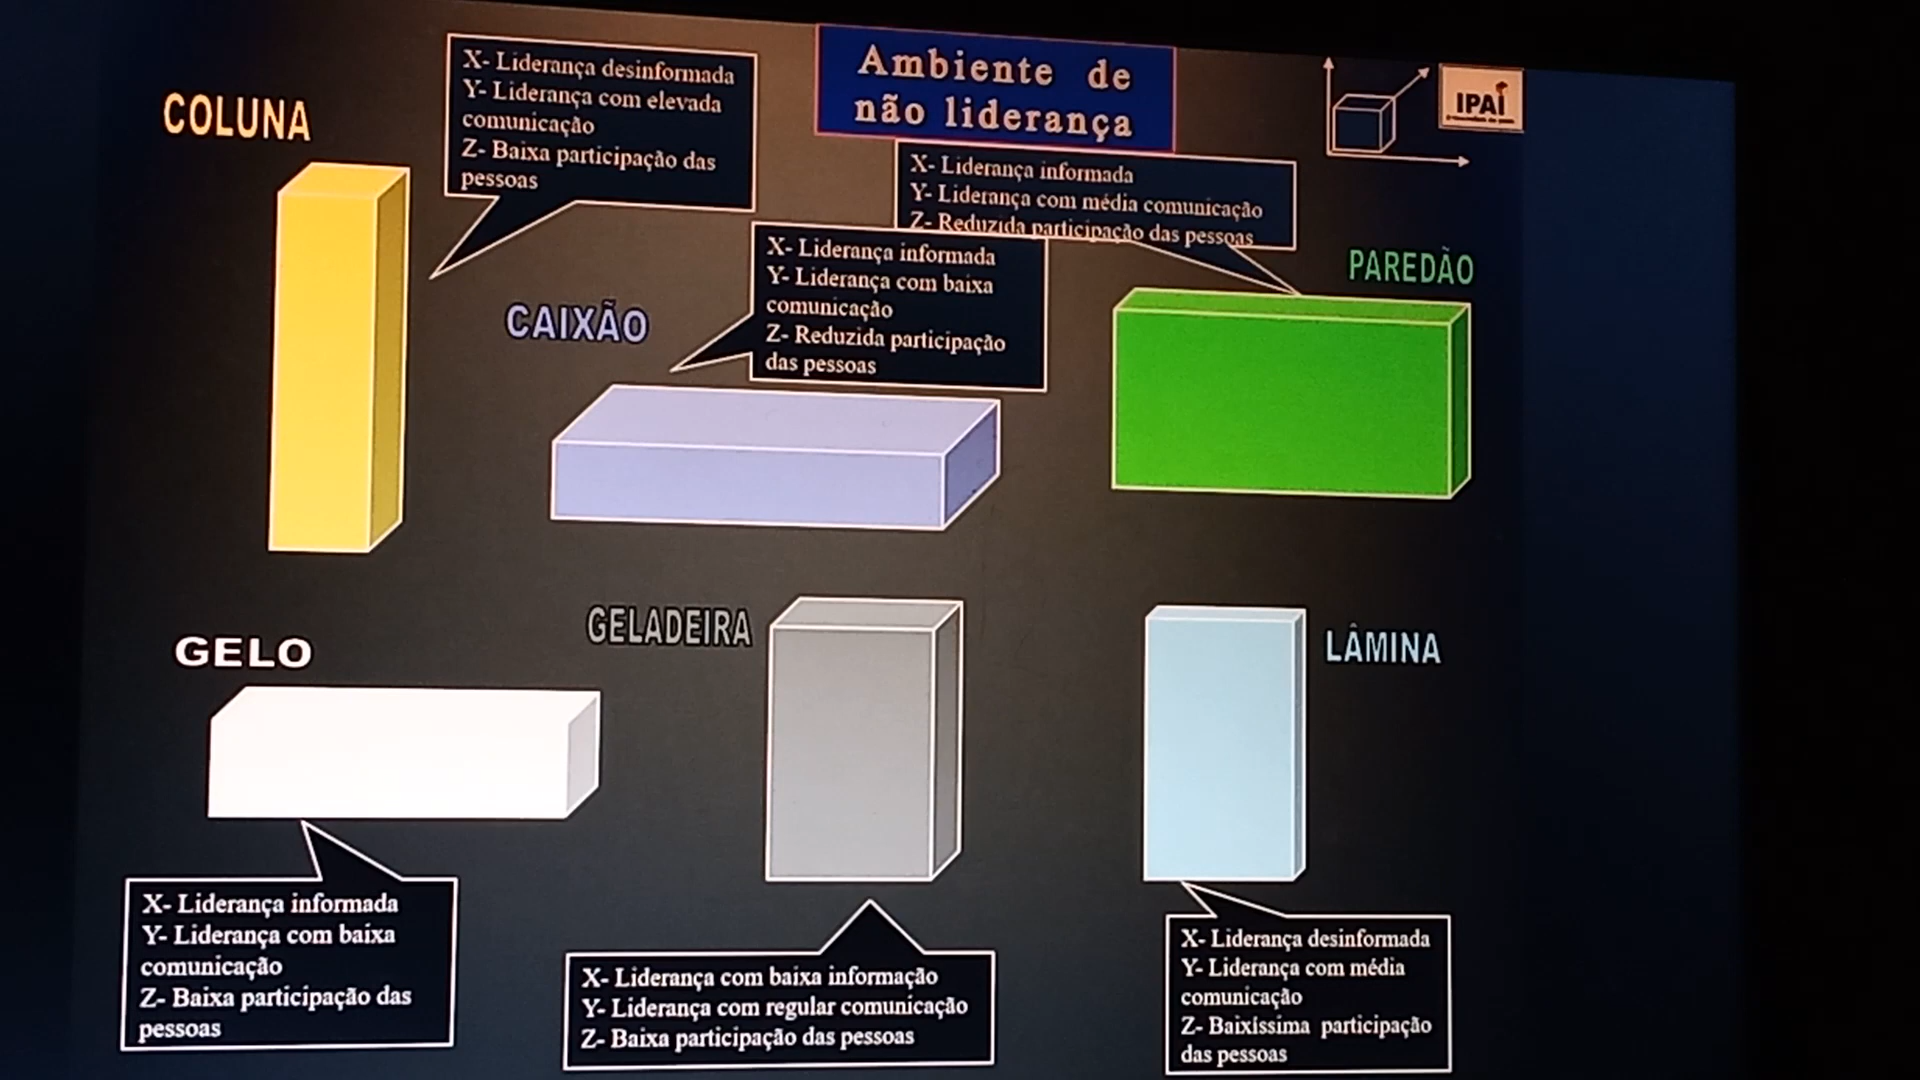 Ambiente de
não liderança
IPAI
COLUNA
X- Liderança desinformada
Y- Liderança com elevada
comunicação
Z- Baixa participação das
pessoas
CAIXÃO
X- Liderança informada
Y- Liderança com baixa
comunicação
Z- Reduzida participação
das pessoas
X- Liderança informada
Y- Liderança com média comunicação
Z- Reduzida participação das pessoas
PAREDÃO
GELO
X- Liderança informada
Y- Liderança com baixa
comunicação
Z- Baixa participação das
pessoas
GELADEIRA
X- Liderança com baixa informação
Y- Liderança com regular comunicação
Z- Baixa participação das pessoas
LÂMINA
X- Liderança desinformada
Y- Liderança com média
comunicação
Z- Baixíssima participação
das pessoas